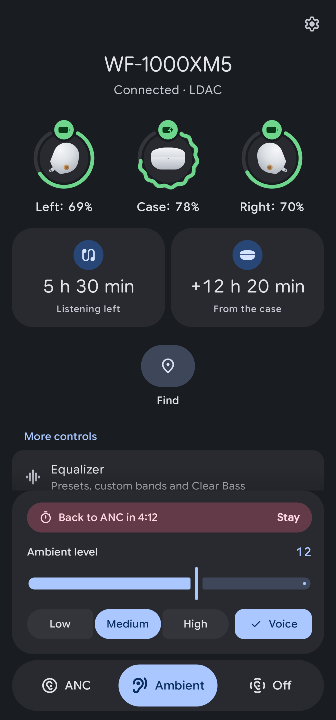 WF-1000XM5
Connected · LDAC
Left: 69%
Case: 78%
Right: 70%
5 h 30 min
Listening left
+12 h 20 min
From the case
Find
More controls
Equalizer
Presets, custom bands and Clear Bass
Back to ANC in 4:12
Stay
Ambient level
12
Low
Medium
High
Voice
ANC
Ambient
Off